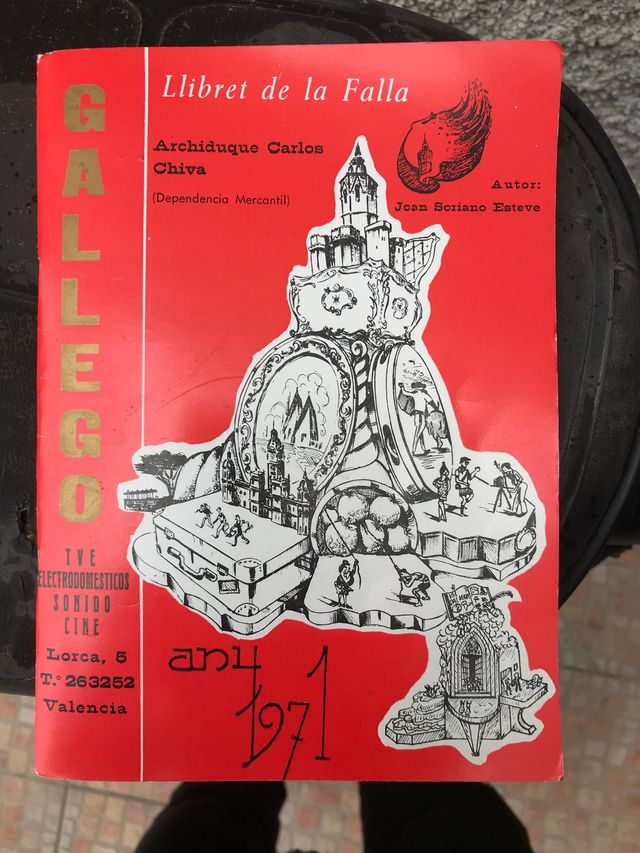 GALLEGO
TVE
ELECTRODOMESTICOS
SONIDO
CINE
Lorca, 5
T.º 263252
Valencia
Llibret de la Falla
Archiduque Carlos
Chiva
(Dependencia Mercantil)
Autor:
Joan Soriano Esteve
any
1971